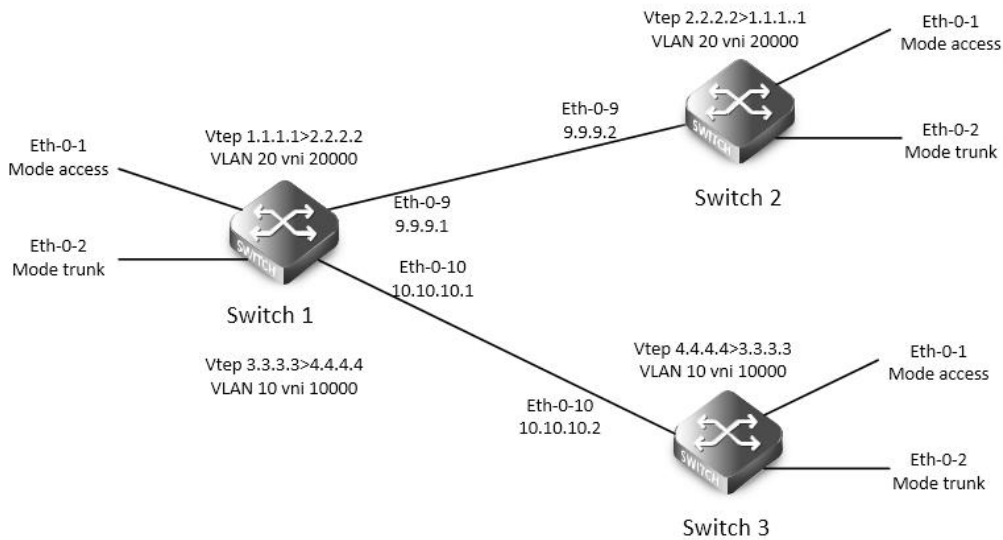 Vtep 2.2.2.2>1.1.1..1
VLAN 20 vni 20000
Eth-0-1
Mode access
Eth-0-9
9.9.9.2
SWITCH
Eth-0-2
Mode trunk
Switch 2
Eth-0-1
Mode access
Vtep 1.1.1.1>2.2.2.2
VLAN 20 vni 20000
Eth-0-9
9.9.9.1
Eth-0-2
Mode trunk
SWITCH
Eth-0-10
10.10.10.1
Switch 1
Vtep 3.3.3.3>4.4.4.4
VLAN 10 vni 10000
Vtep 4.4.4.4>3.3.3.3
VLAN 10 vni 10000
Eth-0-1
Mode access
Eth-0-10
10.10.10.2
SWITCH
Eth-0-2
Mode trunk
Switch 3